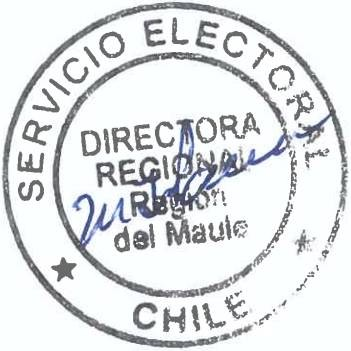 SERVICIO ELECTORAL
DIRECTORA
REGIONAL
Región
del Maule
CHILE